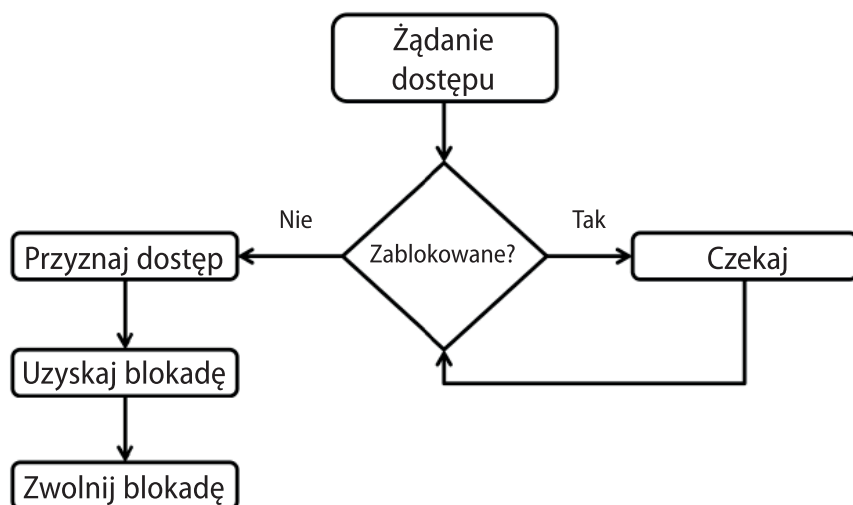 Żądanie
dostępu
Nie
Tak
Przyznaj dostęp
Zablokowane?
Czekaj
Uzyskaj blokadę
Zwolnij blokadę